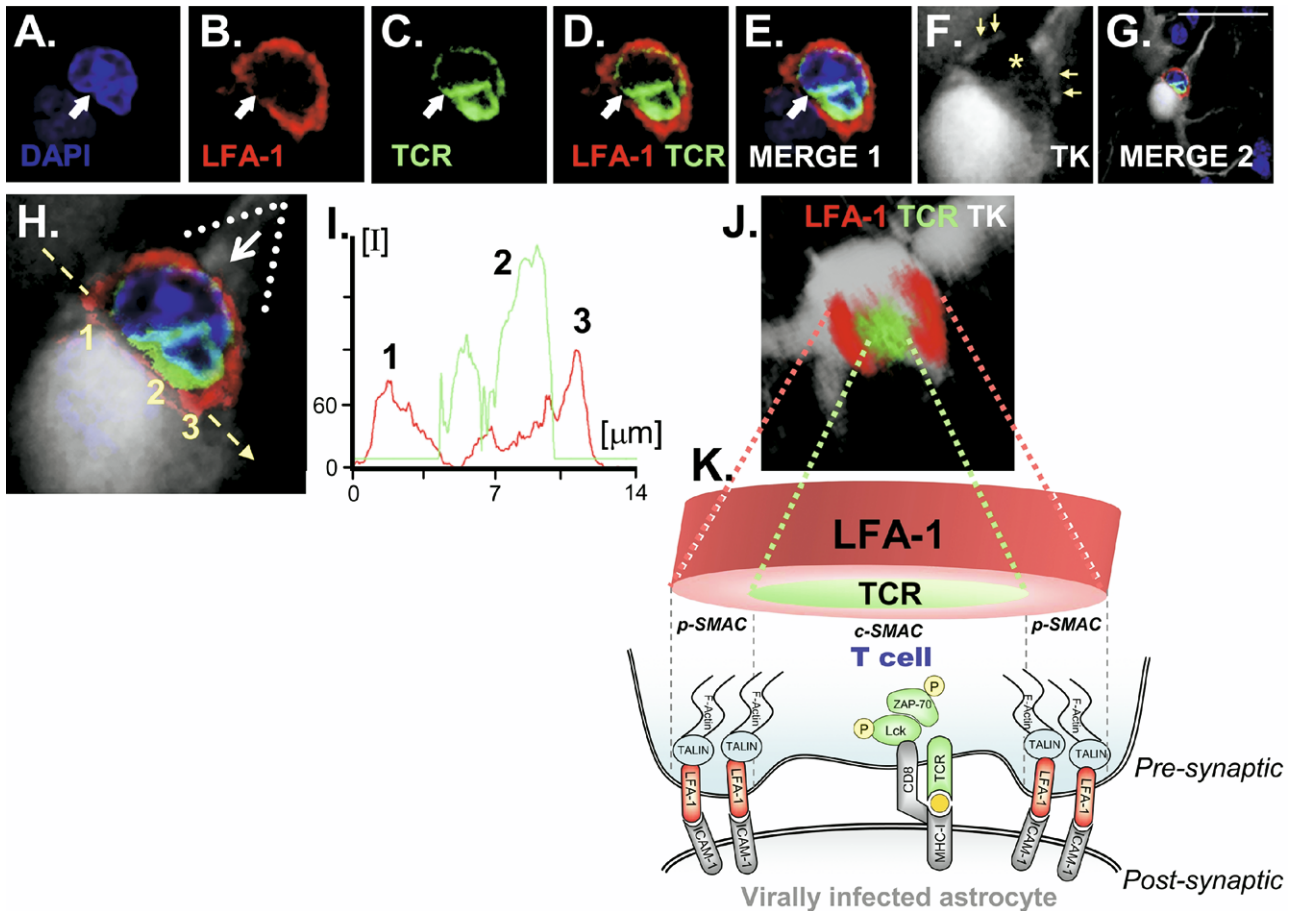 A. B. C. D. E. F. G.
*
DAPI LFA-1 TCR LFA-1 TCR MERGE 1 TK MERGE 2
H. I. J.
[I]
LFA-1 TCR TK
1 2 3
1 2 3
60
0
[µm]
0 7 14
K.
LFA-1
TCR
p-SMAC c-SMAC p-SMAC
T cell
F-Actin F-Actin F-Actin F-Actin
P
ZAP-70
P
Lck
TALIN TALIN TALIN TALIN
CD8 TCR
LFA-1 LFA-1 LFA-1 LFA-1
Pre-synaptic
ICAM-1 ICAM-1 MHC-I ICAM-1 ICAM-1
Post-synaptic
Virally infected astrocyte